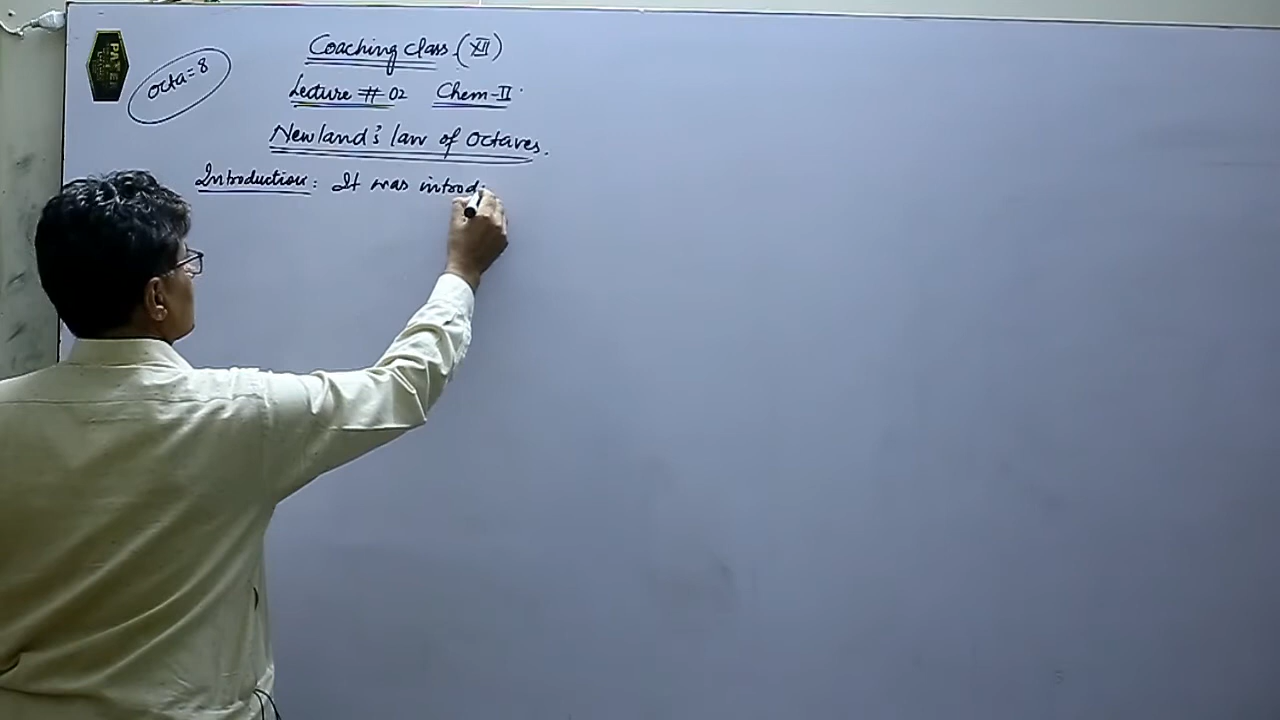 Coaching class (XII)
octa = 8
Lecture # 02 Chem-II
Newland's law of Octaves.
Introduction: It was introd